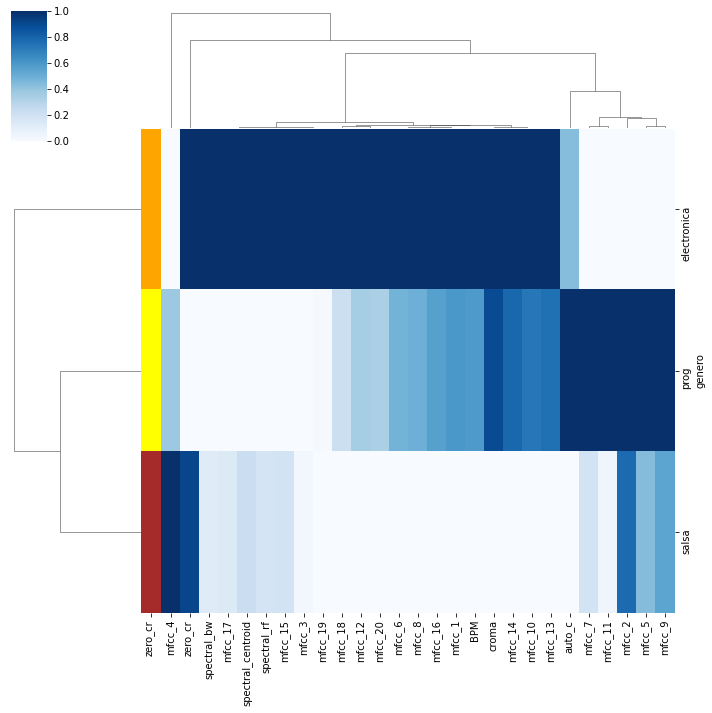 1.0
0.8
0.6
0.4
0.2
0.0
electronica
prog
genero
salsa
zero_cr
mfcc_4
zero_cr
spectral_bw
mfcc_17
spectral_centroid
spectral_rf
mfcc_15
mfcc_3
mfcc_19
mfcc_18
mfcc_12
mfcc_20
mfcc_6
mfcc_8
mfcc_16
mfcc_1
BPM
croma
mfcc_14
mfcc_10
mfcc_13
auto_c
mfcc_7
mfcc_11
mfcc_2
mfcc_5
mfcc_9